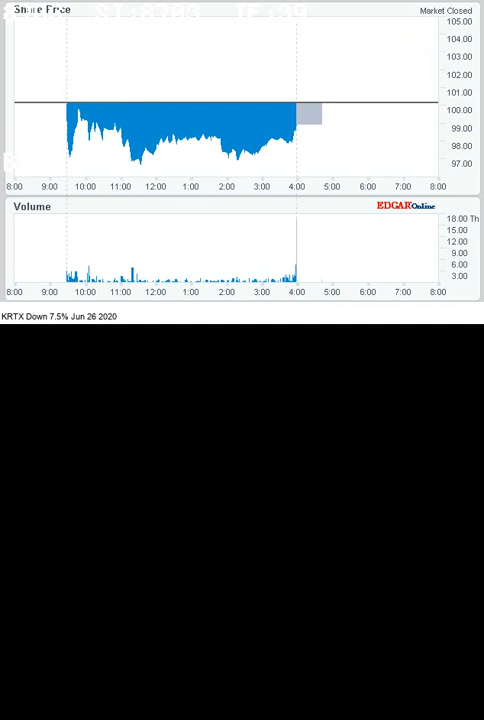 Share Price
Market Closed
105.00
104.00
103.00
102.00
101.00
100.00
99.00
98.00
97.00
8:00 9:00 10:00 11:00 12:00 1:00 2:00 3:00 4:00 5:00 6:00 7:00 8:00
Volume
EDGAR Online
18.00 Th
15.00
12.00
9.00
6.00
3.00
8:00 9:00 10:00 11:00 12:00 1:00 2:00 3:00 4:00 5:00 6:00 7:00 8:00
KRTX Down 7.5% Jun 26 2020